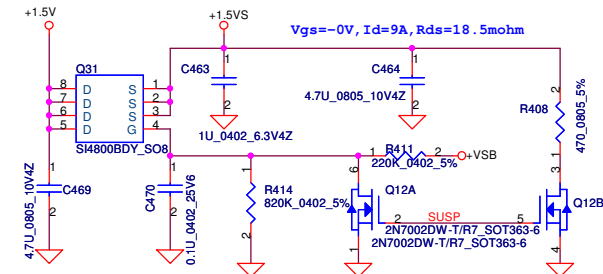 +1.5V
+1.5VS
Vgs=-0V,Id=9A,Rds=18.5mohm
Q31
8 D S 1
7 D S 2
6 D S 3
5 D G 4
SI4800BDY_SO8
1
C463
2
1U_0402_6.3V4Z
1
C464
2
4.7U_0805_10V4Z
2
R408
1
470_0805_5%
1
C469
2
4.7U_0805_10V4Z
1
C470
2
0.1U_0402_25V6
1
R414
2
820K_0402_5%
1
R411
2
220K_0402_5%
+VSB
6
Q12A
2
1
SUSP
3
Q12B
5
4
2N7002DW-T/R7_SOT363-6
2N7002DW-T/R7_SOT363-6